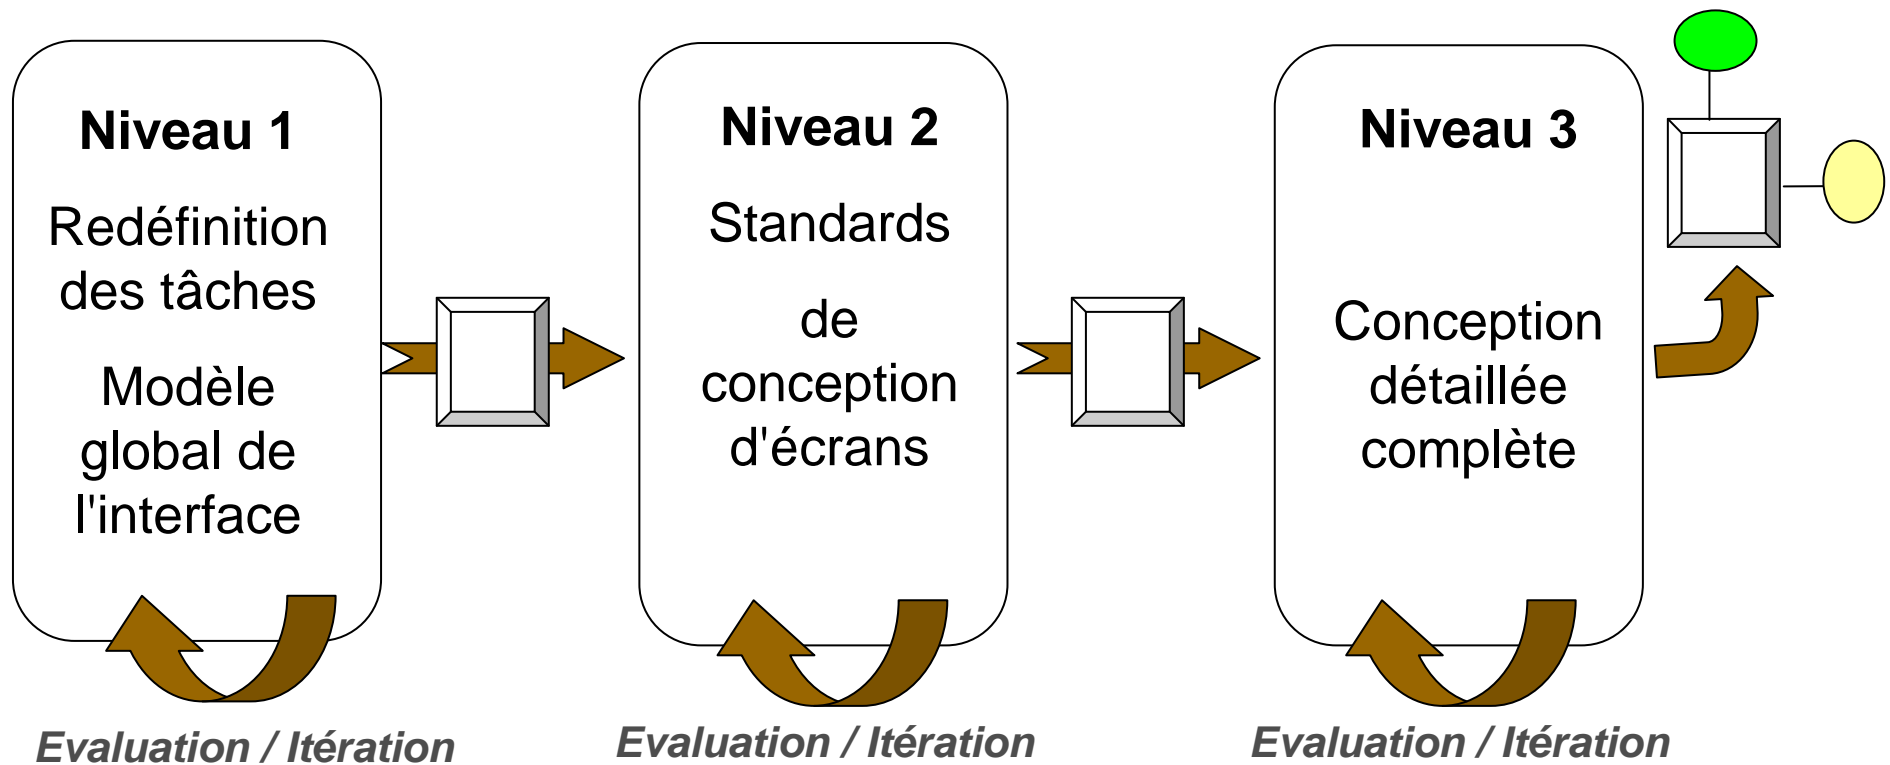 Niveau 1
Redéfinition
des tâches
Modèle
global de
l'interface
Evaluation / Itération
Niveau 2
Standards
de
conception
d'écrans
Evaluation / Itération
Niveau 3
Conception
détaillée
complète
Evaluation / Itération